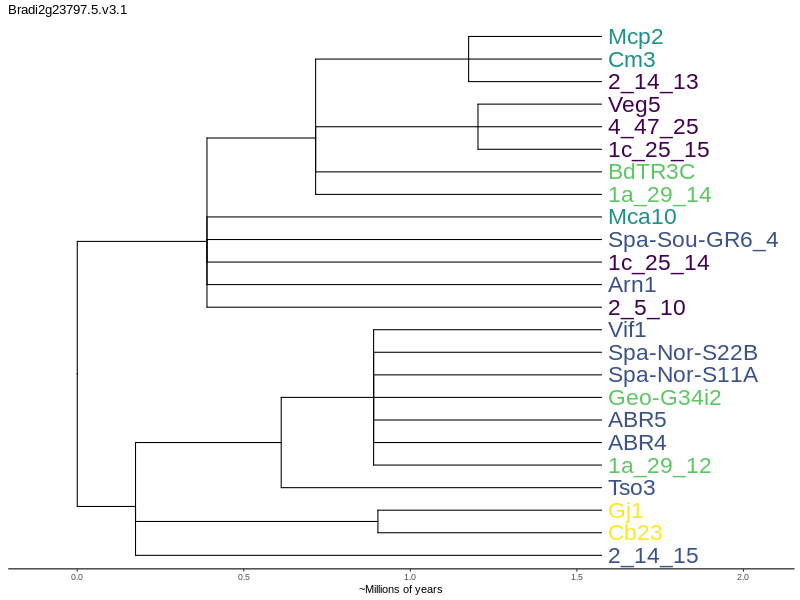 Bradi2g23797.5.v3.1
Mcp2
Cm3
2_14_13
Veg5
4_47_25
1c_25_15
BdTR3C
1a_29_14
Mca10
Spa-Sou-GR6_4
1c_25_14
Arn1
2_5_10
Vif1
Spa-Nor-S22B
Spa-Nor-S11A
Geo-G34i2
ABR5
ABR4
1a_29_12
Tso3
Gj1
Cb23
2_14_15
0.0 0.5 1.0 1.5 2.0
~Millions of years